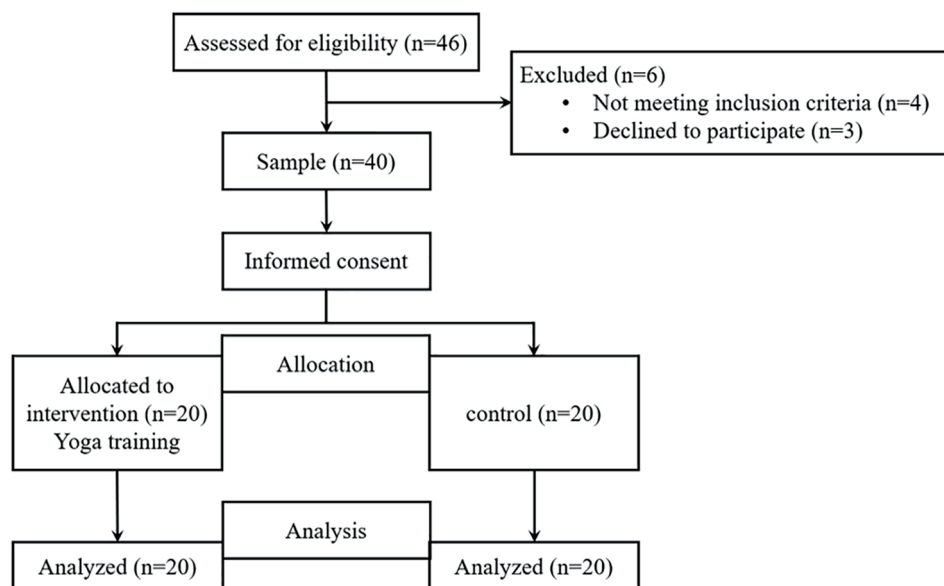 Assessed for eligibility (n=46)
Excluded (n=6)
• Not meeting inclusion criteria (n=4)
• Declined to participate (n=3)
Sample (n=40)
Informed consent
Allocation
Allocated to
intervention (n=20)
Yoga training
control (n=20)
Analysis
Analyzed (n=20)
Analyzed (n=20)